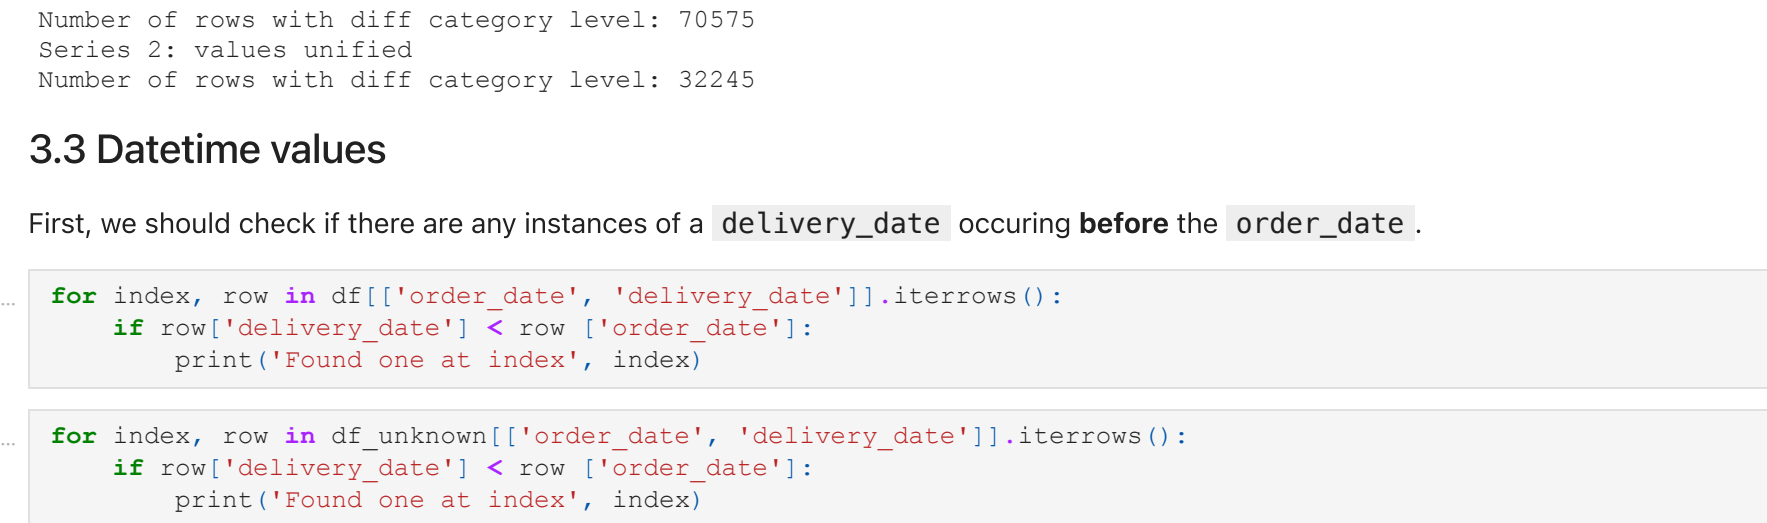 Number of rows with diff category level: 70575
Series 2: values unified
Number of rows with diff category level: 32245
3.3 Datetime values
First, we should check if there are any instances of a delivery_date occuring before the order_date.
for index, row in df[['order_date', 'delivery_date']].iterrows():
    if row['delivery_date'] < row ['order_date']:
        print('Found one at index', index)
for index, row in df_unknown[['order_date', 'delivery_date']].iterrows():
    if row['delivery_date'] < row ['order_date']:
        print('Found one at index', index)